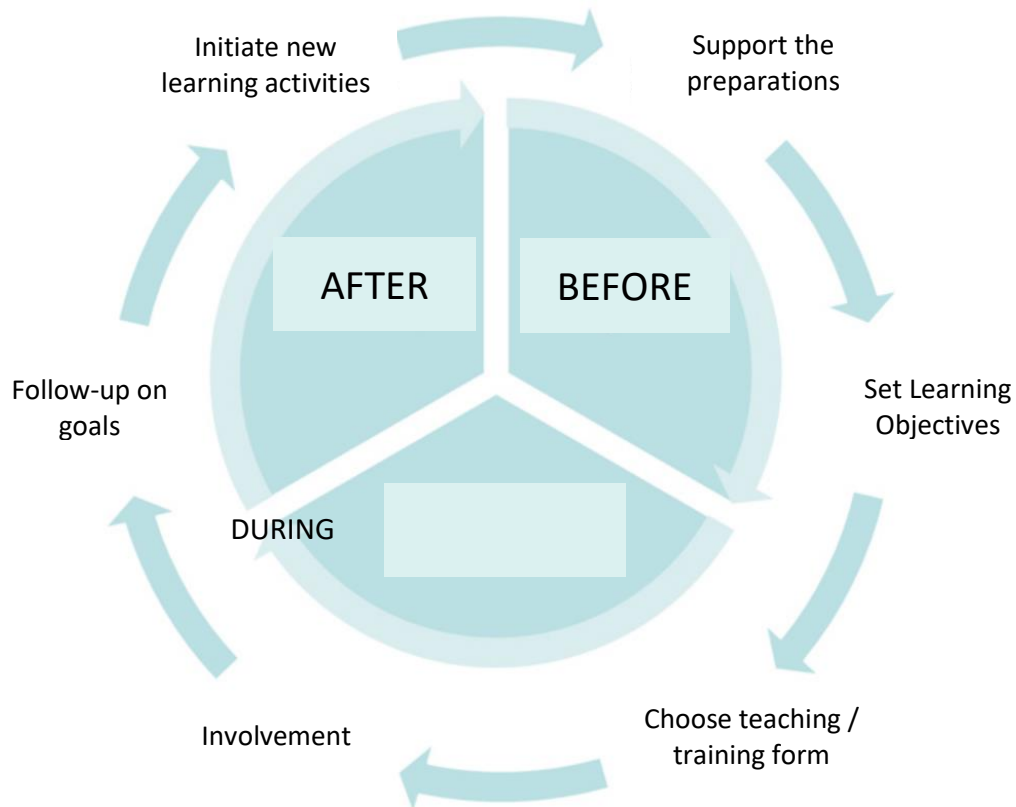 Initiate new
learning activities
Support the
preparations
AFTER
BEFORE
Follow-up on
goals
Set Learning
Objectives
DURING
Involvement
Choose teaching /
training form